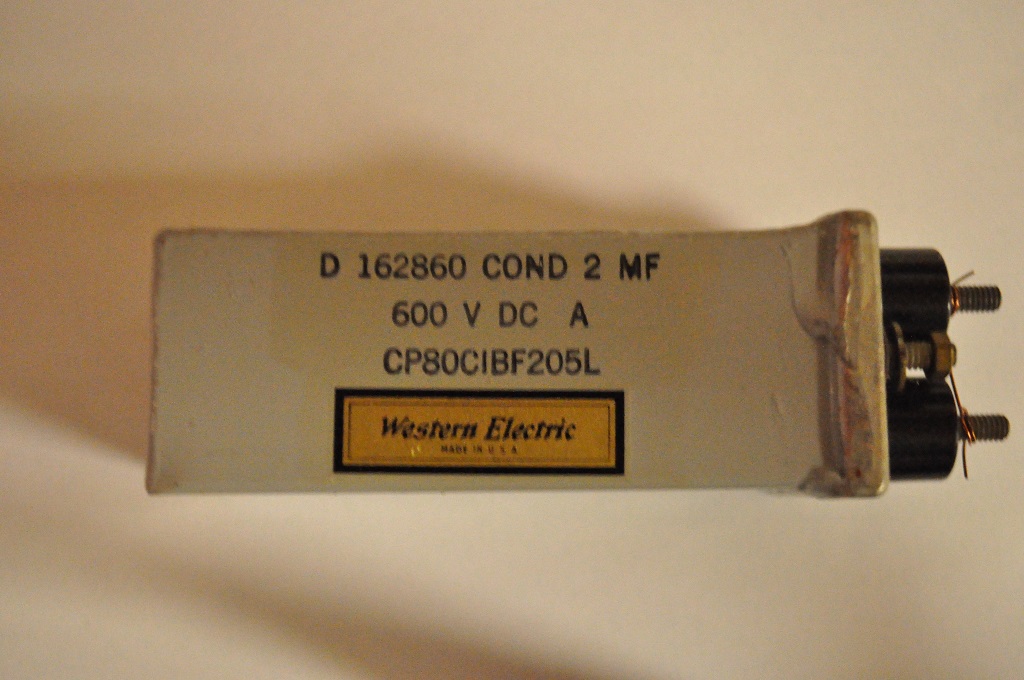 D 162860 COND 2 MF
600 V DC A
CP80C1BF205L
Western Electric
MADE IN U.S.A.